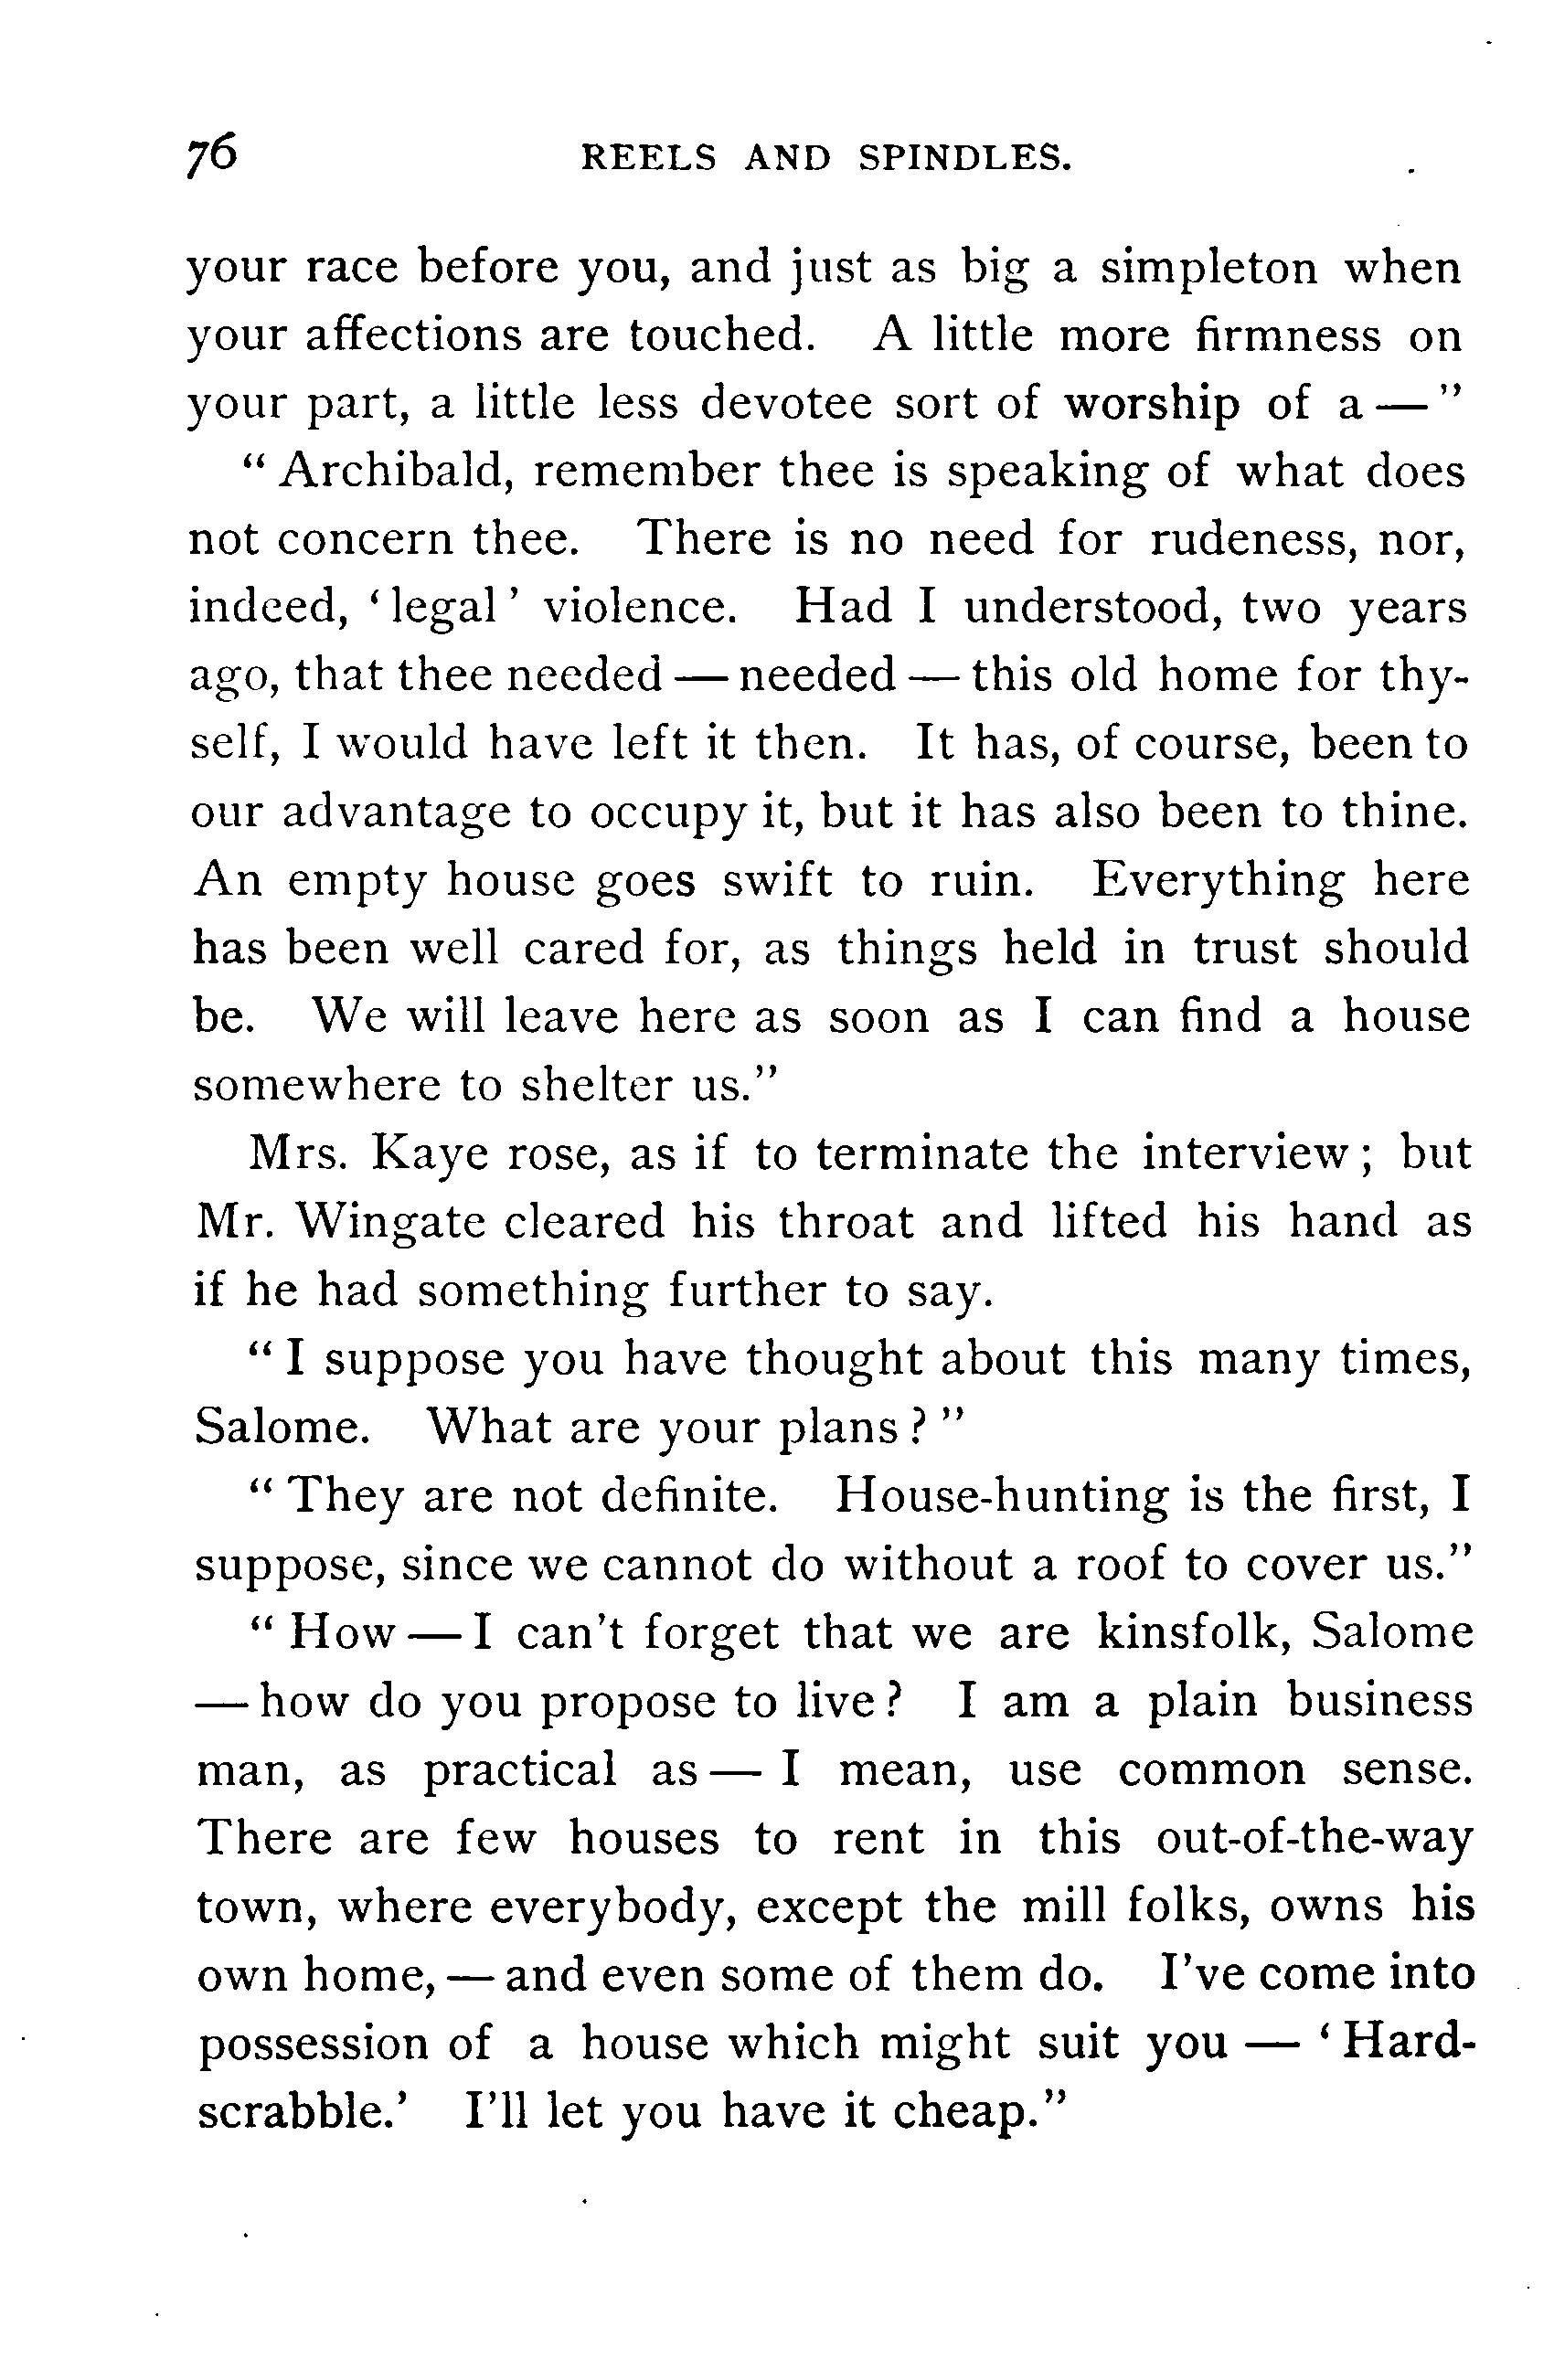 76 REELS AND SPINDLES.
your race before you, and just as big a simpleton when
your affections are touched. A little more firmness on
your part, a little less devotee sort of worship of a — ”
“ Archibald, remember thee is speaking of what does
not concern thee. There is no need for rudeness, nor,
indeed, ‘ legal ’ violence. Had I understood, two years
ago, that thee needed — needed — this old home for thy-
self, I would have left it then. It has, of course, been to
our advantage to occupy it, but it has also been to thine.
An empty house goes swift to ruin. Everything here
has been well cared for, as things held in trust should
be. We will leave here as soon as I can find a house
somewhere to shelter us.”
Mrs. Kaye rose, as if to terminate the interview ; but
Mr. Wingate cleared his throat and lifted his hand as
if he had something further to say.
“ I suppose you have thought about this many times,
Salome. What are your plans ? ”
“ They are not definite. House-hunting is the first, I
suppose, since we cannot do without a roof to cover us.”
“ How — I can’t forget that we are kinsfolk, Salome
— how do you propose to live ? I am a plain business
man, as practical as — I mean, use common sense.
There are few houses to rent in this out-of-the-way
town, where everybody, except the mill folks, owns his
own home, — and even some of them do. I’ve come into
possession of a house which might suit you — ‘ Hard-
scrabble.’ I’ll let you have it cheap.”